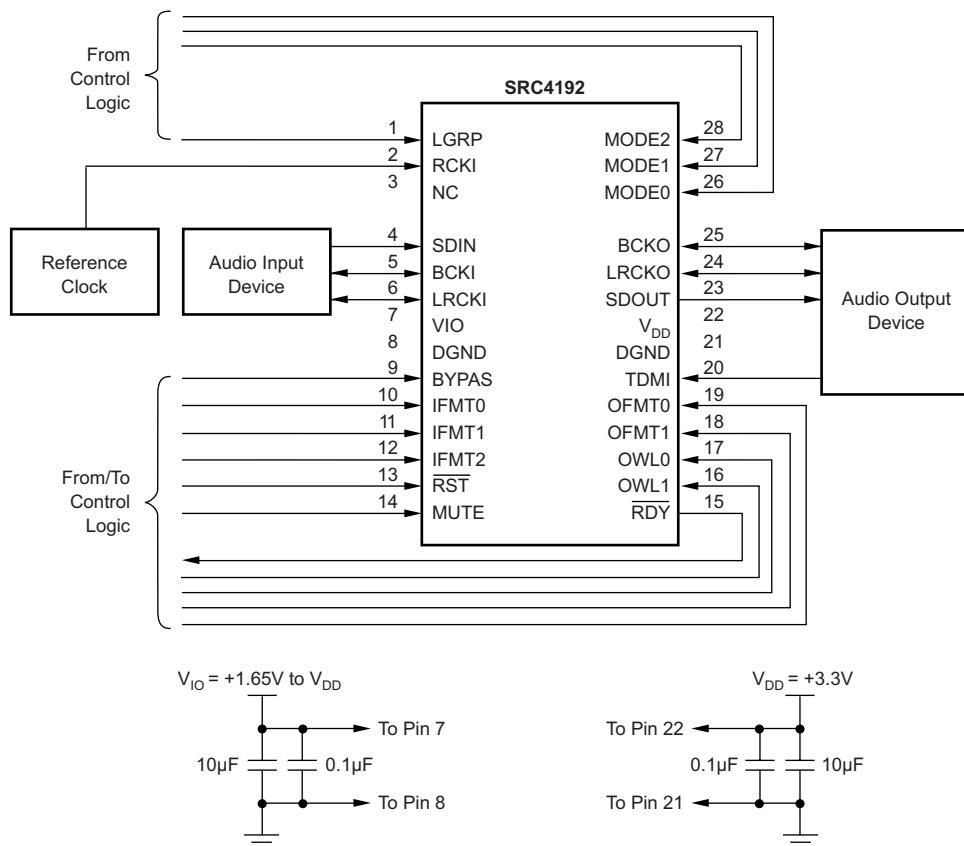 From
Control
Logic
SRC4192
1 LGRP MODE2 28
2 RCKI MODE1 27
3 NC MODE0 26
Reference
Clock
Audio Input
Device
4 SDIN BCKO 25
5 BCKI LRCKO 24
6 LRCKI SDOUT 23
7 VIO VDD 22
8 DGND DGND 21
9 BYPAS TDMI 20
10 IFMT0 OFMT0 19
11 IFMT1 OFMT1 18
12 IFMT2 OWL0 17
13 RST OWL1 16
14 MUTE RDY 15
Audio Output
Device
From/To
Control
Logic
VIO = +1.65V to VDD
To Pin 7
10µF 0.1µF
To Pin 8
VDD = +3.3V
To Pin 22
0.1µF 10µF
To Pin 21